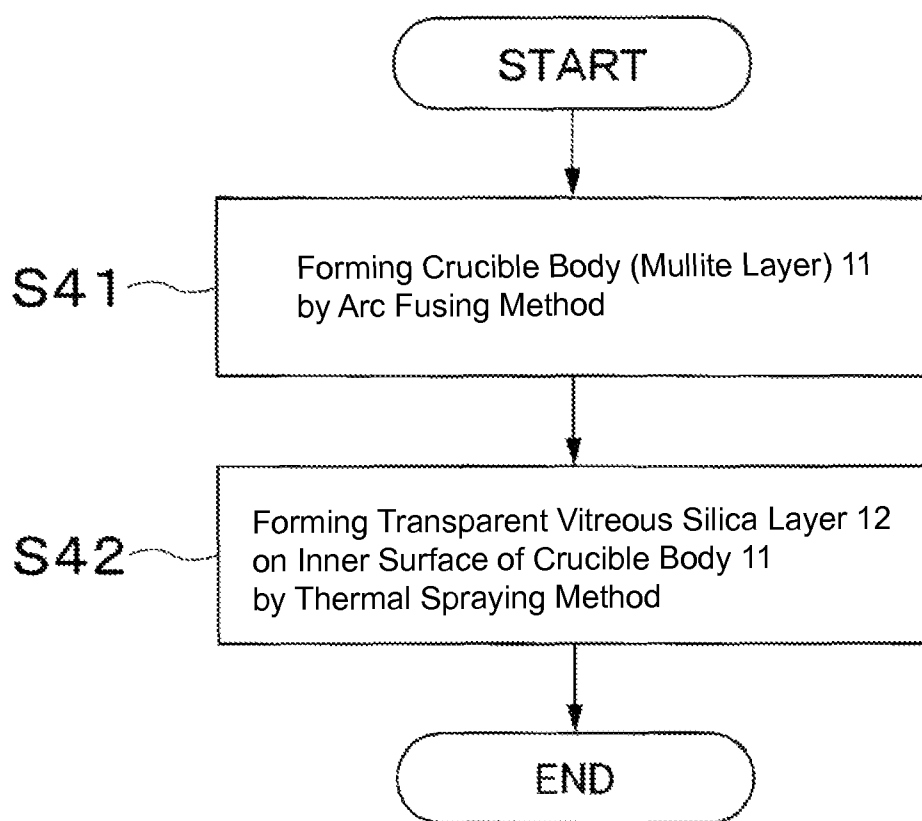 START
S41
Forming Crucible Body (Mullite Layer) 11
by Arc Fusing Method
S42
Forming Transparent Vitreous Silica Layer 12
on Inner Surface of Crucible Body 11
by Thermal Spraying Method
END